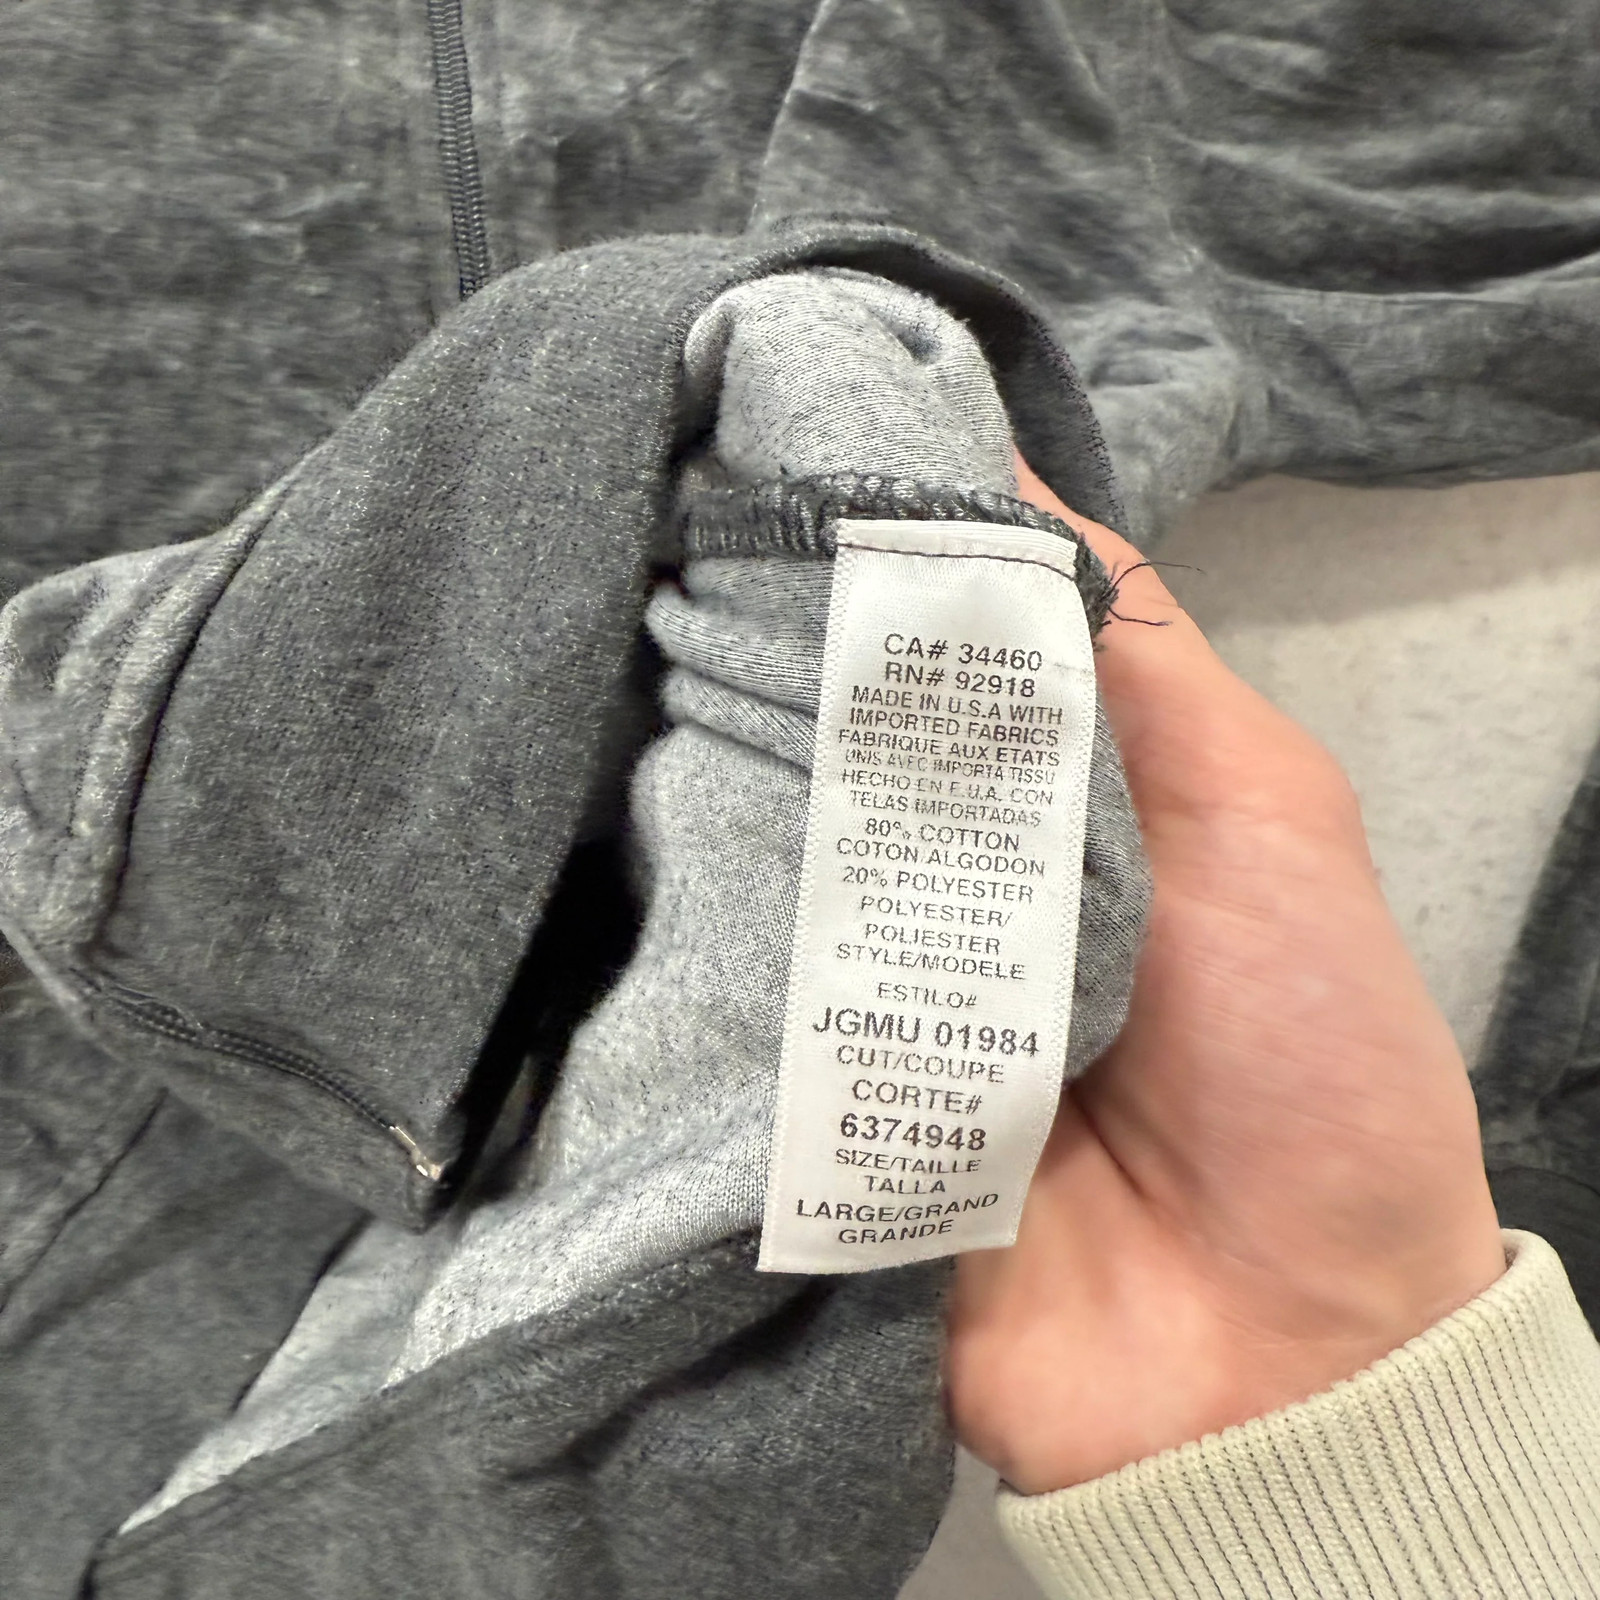 CA# 34460
RN# 92918
MADE IN U.S.A WITH
IMPORTED FABRICS
FABRIQUE AUX ETATS
UNIS AVEC IMPORTA TISSU
HECHO EN E.U.A. CON
TELAS IMPORTADAS
80% COTTON
COTON ALGODON
20% POLYESTER
POLYESTER/
POLIESTER
STYLE/MODELE
ESTILO#
JGMU 01984
CUT/COUPE
CORTE#
6374948
SIZE/TAILLE
TALLA
LARGE/GRAND
GRANDE